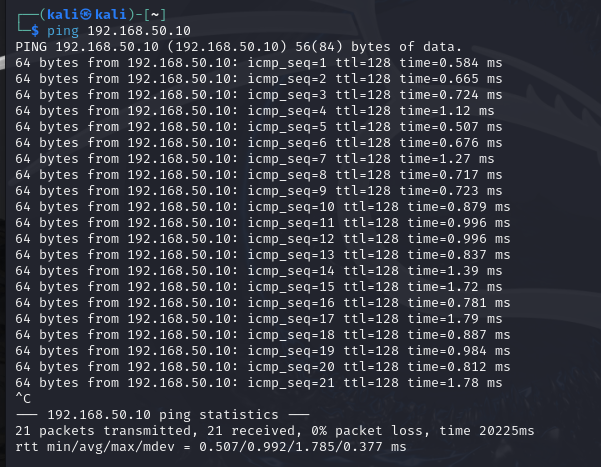 ┌──(kali㉿kali)-[~]
└─$ ping 192.168.50.10
PING 192.168.50.10 (192.168.50.10) 56(84) bytes of data.
64 bytes from 192.168.50.10: icmp_seq=1 ttl=128 time=0.584 ms
64 bytes from 192.168.50.10: icmp_seq=2 ttl=128 time=0.665 ms
64 bytes from 192.168.50.10: icmp_seq=3 ttl=128 time=0.724 ms
64 bytes from 192.168.50.10: icmp_seq=4 ttl=128 time=1.12 ms
64 bytes from 192.168.50.10: icmp_seq=5 ttl=128 time=0.507 ms
64 bytes from 192.168.50.10: icmp_seq=6 ttl=128 time=0.676 ms
64 bytes from 192.168.50.10: icmp_seq=7 ttl=128 time=1.27 ms
64 bytes from 192.168.50.10: icmp_seq=8 ttl=128 time=0.717 ms
64 bytes from 192.168.50.10: icmp_seq=9 ttl=128 time=0.723 ms
64 bytes from 192.168.50.10: icmp_seq=10 ttl=128 time=0.879 ms
64 bytes from 192.168.50.10: icmp_seq=11 ttl=128 time=0.996 ms
64 bytes from 192.168.50.10: icmp_seq=12 ttl=128 time=0.996 ms
64 bytes from 192.168.50.10: icmp_seq=13 ttl=128 time=0.837 ms
64 bytes from 192.168.50.10: icmp_seq=14 ttl=128 time=1.39 ms
64 bytes from 192.168.50.10: icmp_seq=15 ttl=128 time=1.72 ms
64 bytes from 192.168.50.10: icmp_seq=16 ttl=128 time=0.781 ms
64 bytes from 192.168.50.10: icmp_seq=17 ttl=128 time=1.79 ms
64 bytes from 192.168.50.10: icmp_seq=18 ttl=128 time=0.887 ms
64 bytes from 192.168.50.10: icmp_seq=19 ttl=128 time=0.984 ms
64 bytes from 192.168.50.10: icmp_seq=20 ttl=128 time=0.812 ms
64 bytes from 192.168.50.10: icmp_seq=21 ttl=128 time=1.78 ms
^C
--- 192.168.50.10 ping statistics ---
21 packets transmitted, 21 received, 0% packet loss, time 20225ms
rtt min/avg/max/mdev = 0.507/0.992/1.785/0.377 ms